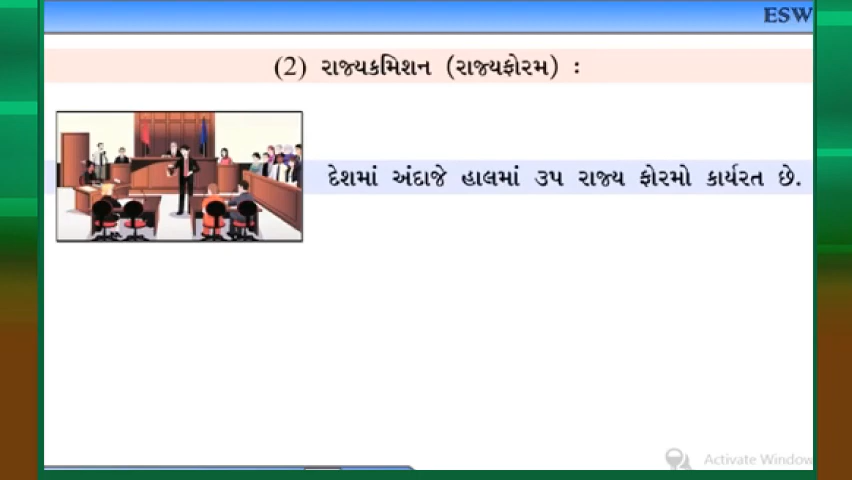 ESW
(2) રાજ્યકમિશન (રાજ્યફોરમ) :
દેશમાં અંદાજે હાલમાં ૩૫ રાજ્ય ફોરમો કાર્યરત છે.
Activate Window